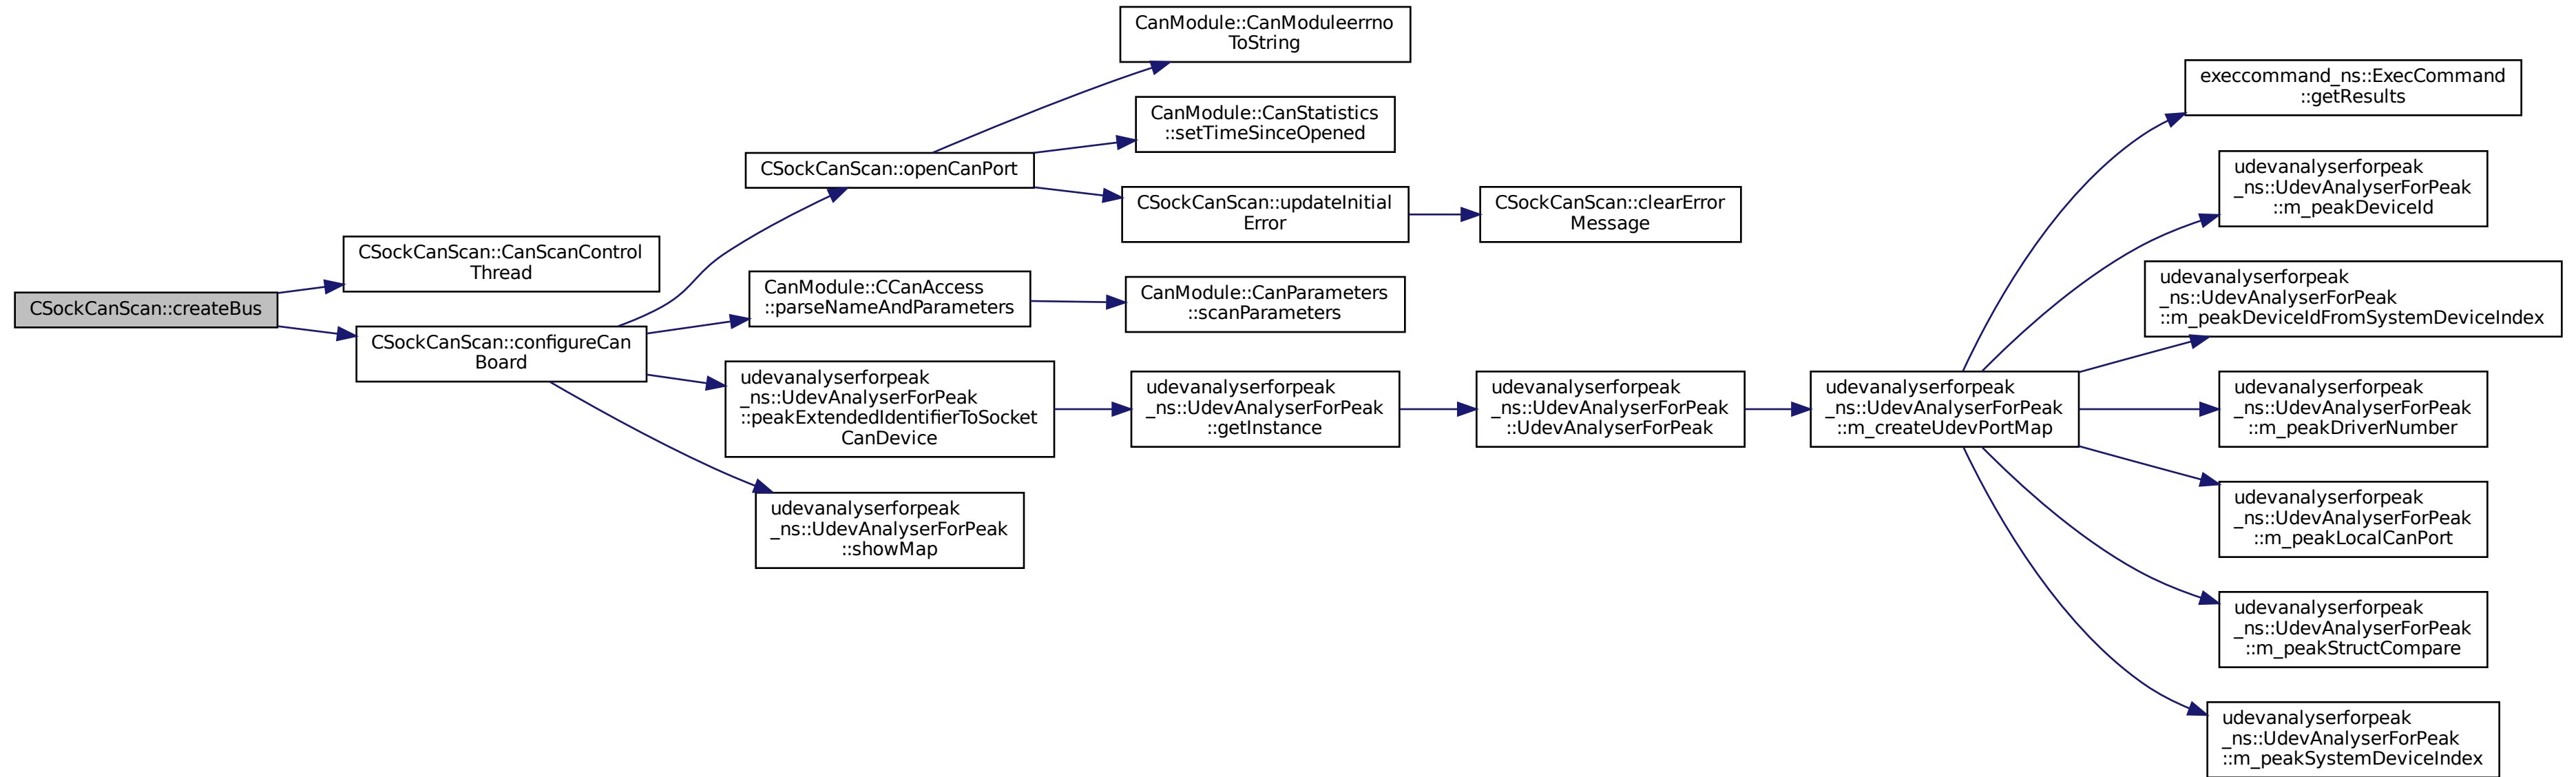 CSockCanScan::createBus
CSockCanScan::CanScanControl
Thread
CSockCanScan::configureCan
Board
CSockCanScan::openCanPort
CanModule::CCanAccess
::parseNameAndParameters
udevanalyserforpeak
_ns::UdevAnalyserForPeak
::peakExtendedIdentifierToSocket
CanDevice
udevanalyserforpeak
_ns::UdevAnalyserForPeak
::showMap
CanModule::CanModuleerrno
ToString
CanModule::CanStatistics
::setTimeSinceOpened
CSockCanScan::updateInitial
Error
CanModule::CanParameters
::scanParameters
udevanalyserforpeak
_ns::UdevAnalyserForPeak
::getInstance
CSockCanScan::clearError
Message
udevanalyserforpeak
_ns::UdevAnalyserForPeak
::UdevAnalyserForPeak
udevanalyserforpeak
_ns::UdevAnalyserForPeak
::m_createUdevPortMap
execcommand_ns::ExecCommand
::getResults
udevanalyserforpeak
_ns::UdevAnalyserForPeak
::m_peakDeviceId
udevanalyserforpeak
_ns::UdevAnalyserForPeak
::m_peakDeviceIdFromSystemDeviceIndex
udevanalyserforpeak
_ns::UdevAnalyserForPeak
::m_peakDriverNumber
udevanalyserforpeak
_ns::UdevAnalyserForPeak
::m_peakLocalCanPort
udevanalyserforpeak
_ns::UdevAnalyserForPeak
::m_peakStructCompare
udevanalyserforpeak
_ns::UdevAnalyserForPeak
::m_peakSystemDeviceIndex